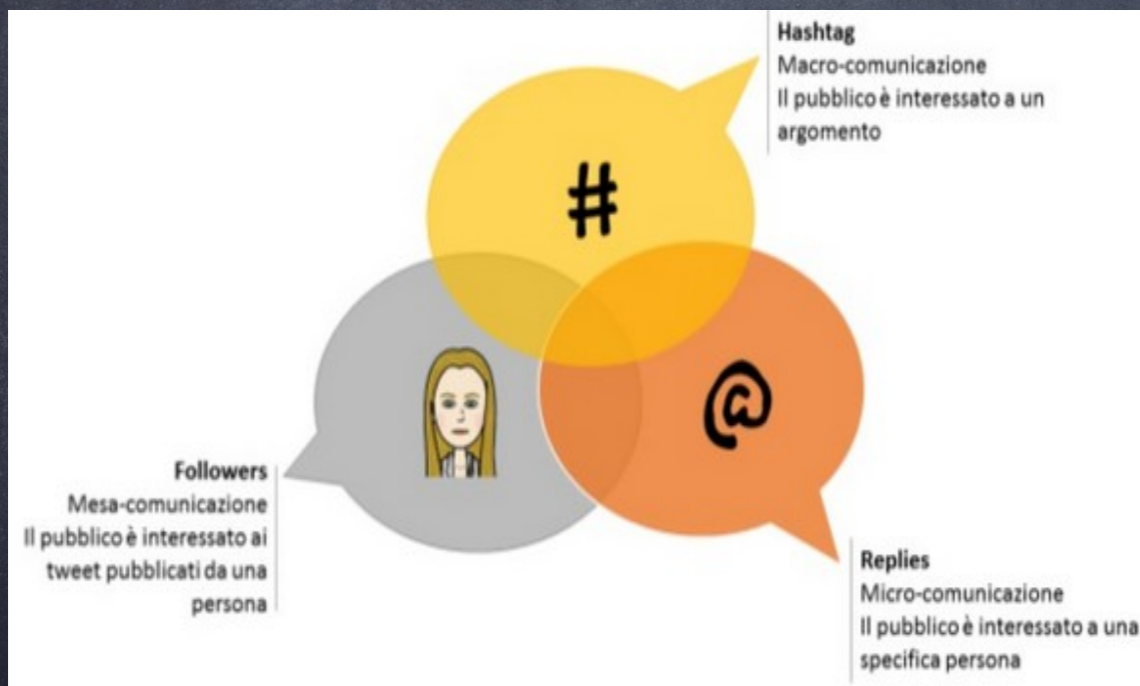 Hashtag
Macro-comunicazione
Il pubblico è interessato a un
argomento
#
@
Followers
Mesa-comunicazione
Il pubblico è interessato ai
tweet pubblicati da una
persona
Replies
Micro-comunicazione
Il pubblico è interessato a una
specifica persona